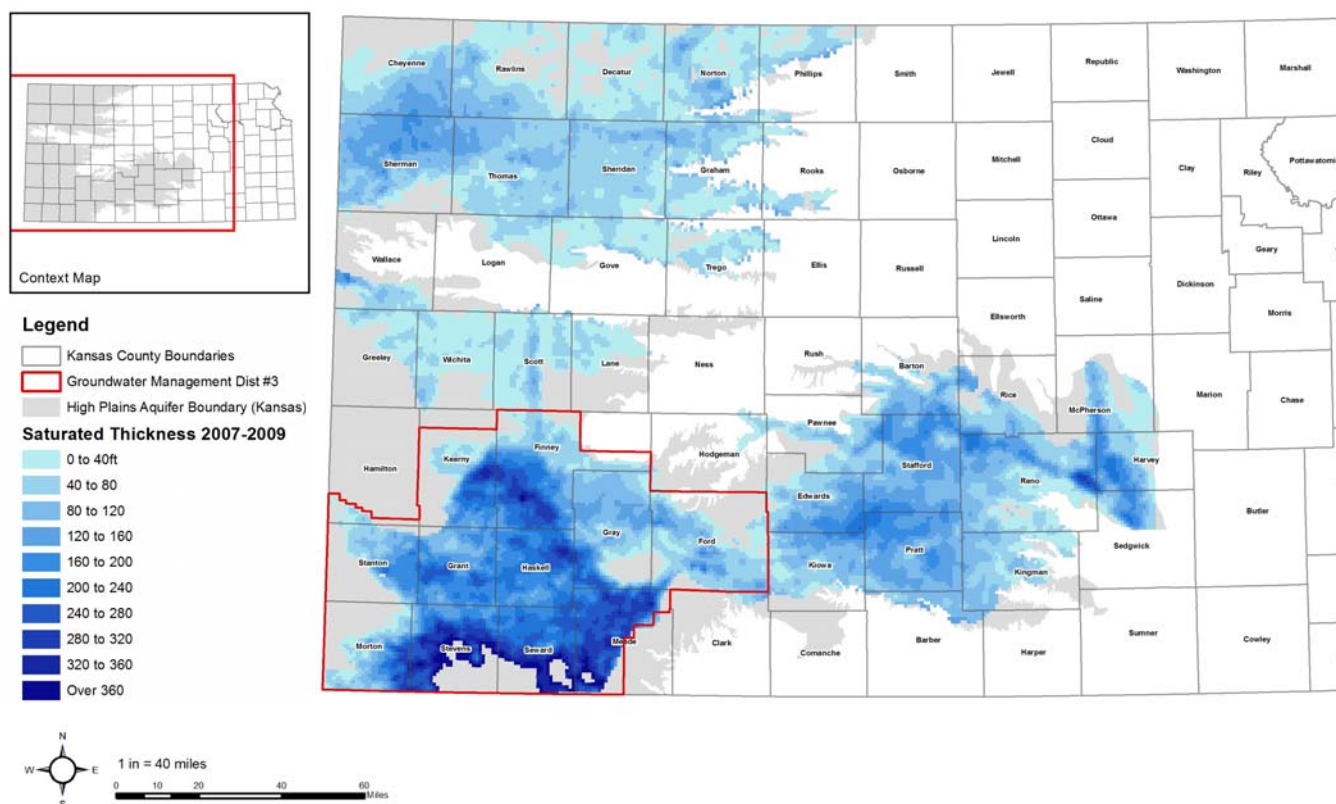 Context Map
Legend
Kansas County Boundaries
Groundwater Management Dist #3
High Plains Aquifer Boundary (Kansas)
Saturated Thickness 2007-2009
0 to 40ft
40 to 80
80 to 120
120 to 160
160 to 200
200 to 240
240 to 280
280 to 320
320 to 360
Over 360
N
W E
S
1 in = 40 miles
0 10 20 40 60
Miles
Cheyenne Rawlins Decatur Norton Phillips Smith Jewell Republic Washington Marshall
Cloud
Sherman Thomas Sheridan Graham Rooks Osborne Mitchell Clay Riley Pottawatomi
Ottawa
Wallace Logan Gove Trego Ellis Russell Lincoln Geary
Saline Dickinson
Ellsworth Morris
Greeley Wichita Scott Lane Ness Rush Barton Rice
McPherson Marion Chase
Hamilton Kearny Finney Hodgeman Pawnee Stafford Reno Harvey
Edwards
Butler
Stanton Grant Haskell Gray Ford Kiowa Pratt Kingman Sedgwick
Morton Stevens Seward Meade Clark Comanche Barber Harper Sumner Cowley